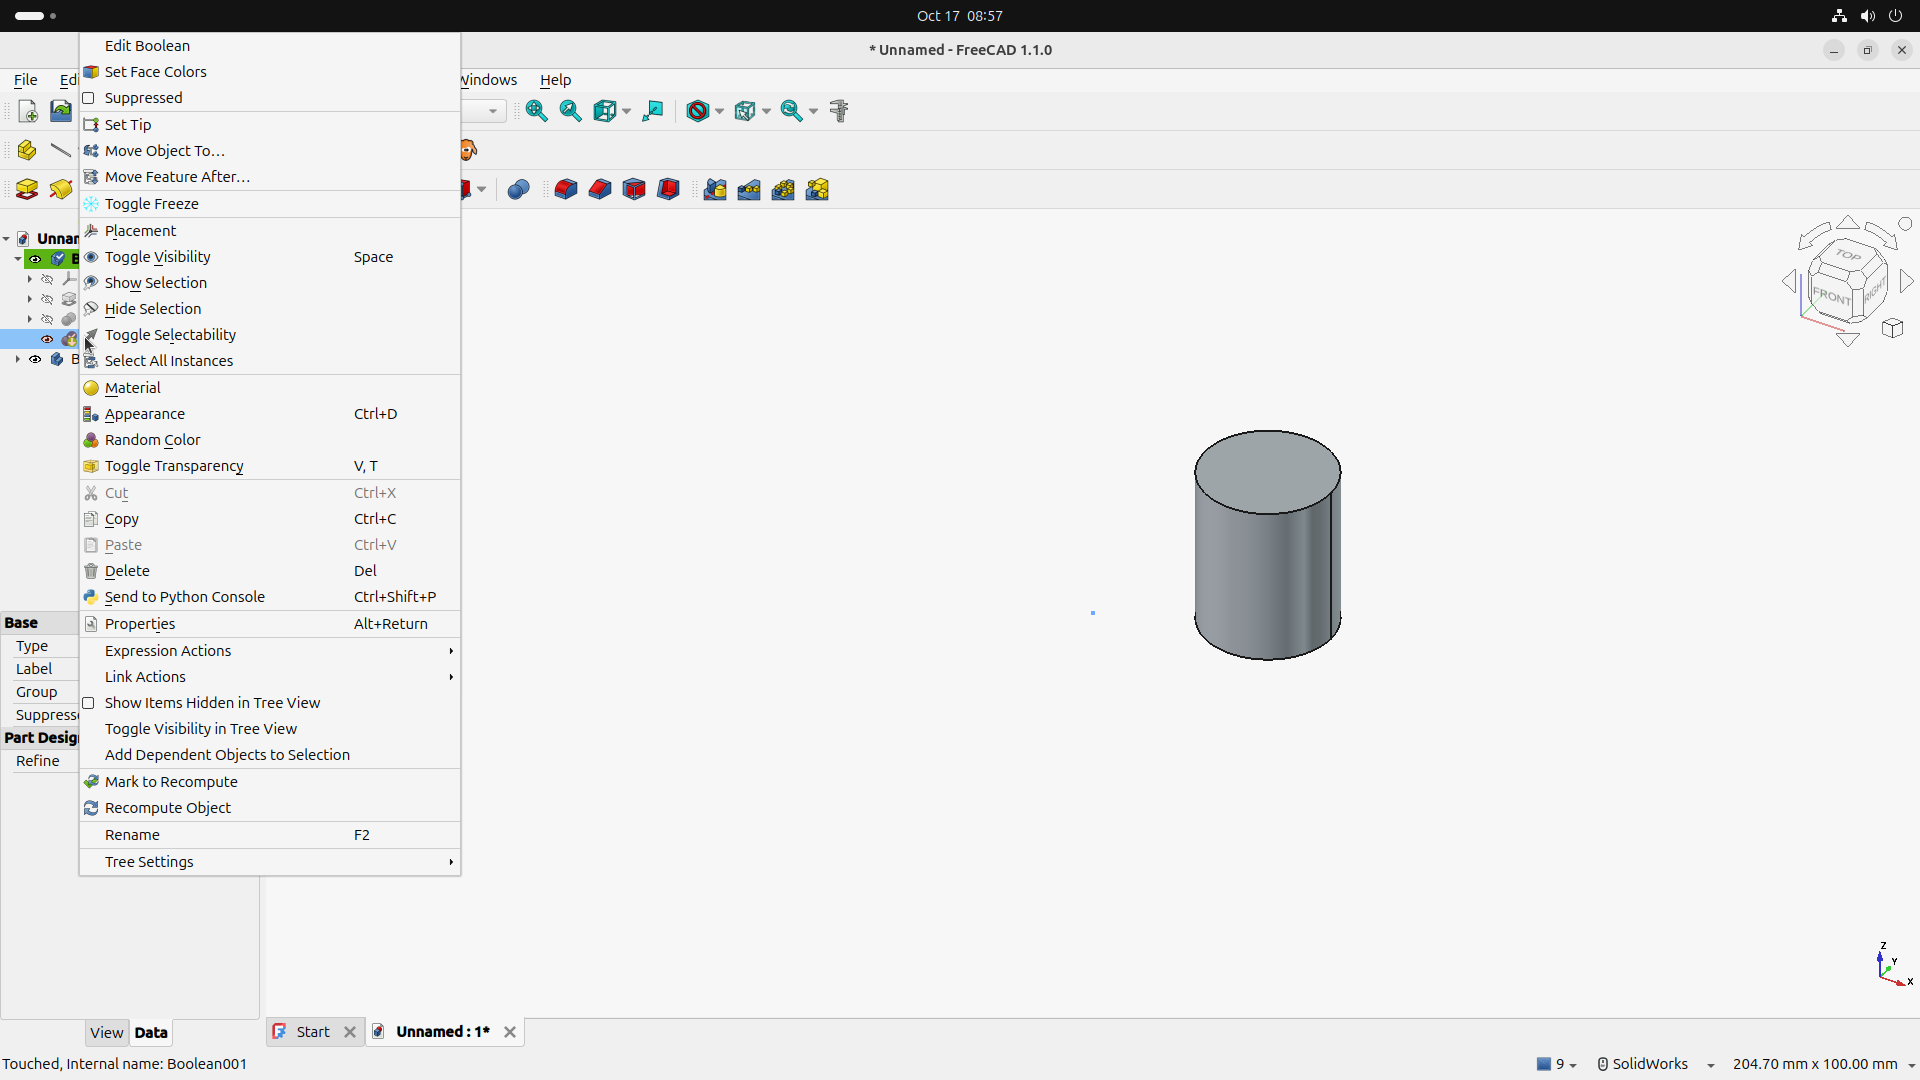 Oct 17 08:57
* Unnamed - FreeCAD 1.1.0
File
Windows
Help
Edit Boolean
Set Face Colors
Suppressed
Set Tip
Move Object To…
Move Feature After…
Toggle Freeze
Placement
Toggle Visibility Space
Show Selection
Hide Selection
Toggle Selectability
Select All Instances
Material
Appearance Ctrl+D
Random Color
Toggle Transparency V, T
Cut Ctrl+X
Copy Ctrl+C
Paste Ctrl+V
Delete Del
Send to Python Console Ctrl+Shift+P
Properties Alt+Return
Expression Actions
Link Actions
Show Items Hidden in Tree View
Toggle Visibility in Tree View
Add Dependent Objects to Selection
Mark to Recompute
Recompute Object
Rename F2
Tree Settings
Base
Type
Label
Group
Part Desig
Refine
View
Data
TOP
FRONT
RIGHT
Z
Y
X
Start
Unnamed : 1*
Touched, Internal name: Boolean001
9
SolidWorks
204.70 mm x 100.00 mm